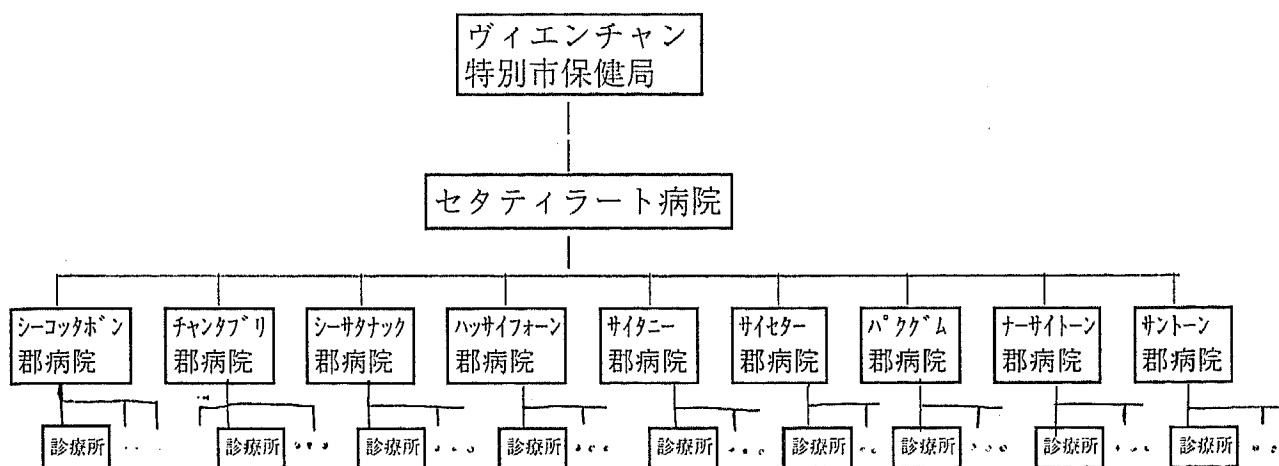 ヴィエンチャン
特別市保健局
セタティラート病院
シーコッタボン
郡病院
チャンタブリ
郡病院
シーサタナック
郡病院
ハッサイフォーン
郡病院
サイタニー
郡病院
サイセター
郡病院
パクグム
郡病院
ナーサイトーン
郡病院
サントーン
郡病院
診療所 ‥
診療所 …
診療所 …
診療所 …
診療所 …
診療所 ‥
診療所 …
診療所 …
診療所 …